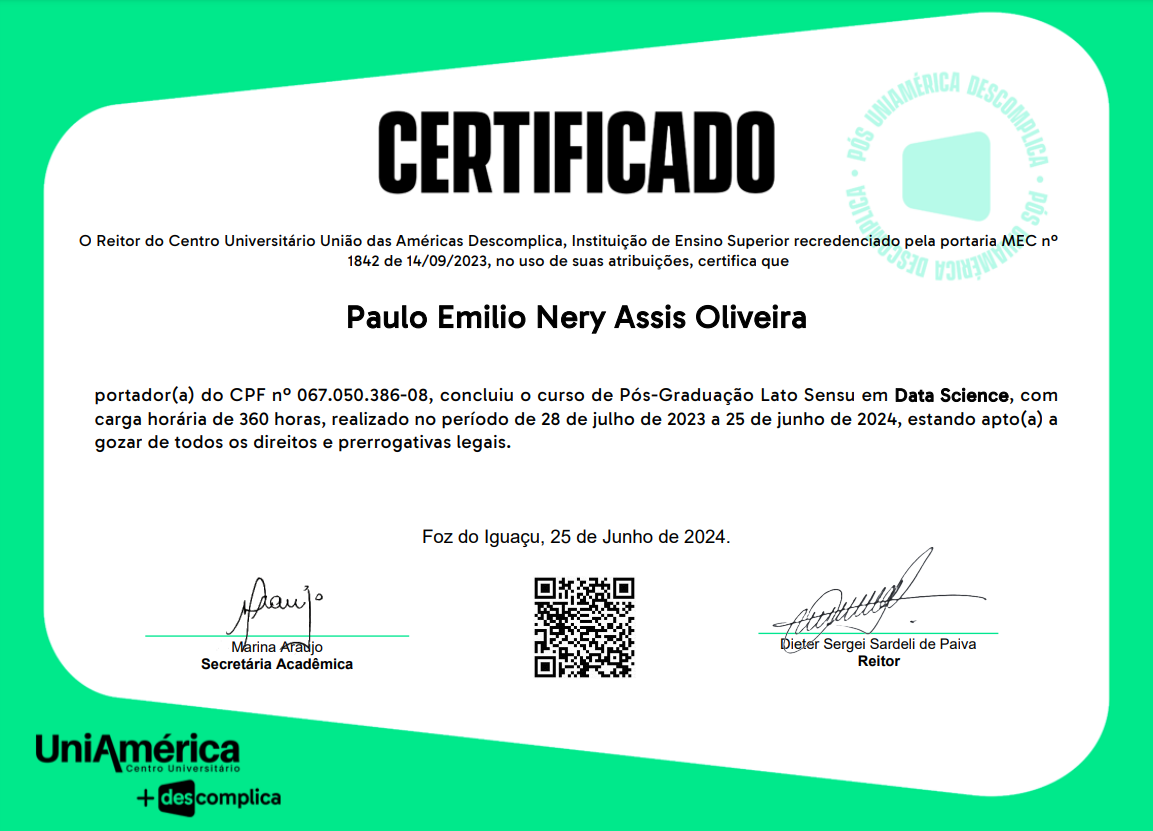 CERTIFICADO
PÓS UNIAMÉRICA DESCOMPLICA • PÓS UNIAMÉRICA DESCOMPLICA •
O Reitor do Centro Universitário União das Américas Descomplica, Instituição de Ensino Superior recredenciado pela portaria MEC nº
1842 de 14/09/2023, no uso de suas atribuições, certifica que
Paulo Emilio Nery Assis Oliveira
portador(a) do CPF nº 067.050.386-08, concluiu o curso de Pós-Graduação Lato Sensu em Data Science, com
carga horária de 360 horas, realizado no período de 28 de julho de 2023 a 25 de junho de 2024, estando apto(a) a
gozar de todos os direitos e prerrogativas legais.
Foz do Iguaçu, 25 de Junho de 2024.
Araujo
Marina Araujo
Secretária Acadêmica
Dieter Sergei Sardeli de Paiva
Reitor
UniAmérica
Centro Universitário
+ descomplica